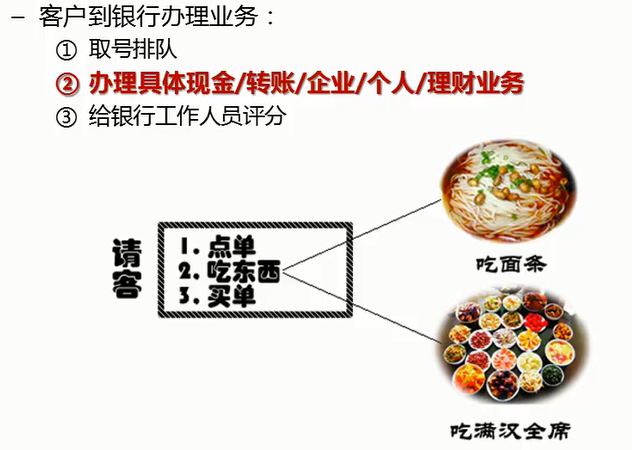 – 客户到银行办理业务：
① 取号排队
② 办理具体现金/转账/企业/个人/理财业务
③ 给银行工作人员评分
请客
1. 点单
2. 吃东西
3. 买单
吃面条
吃满汉全席